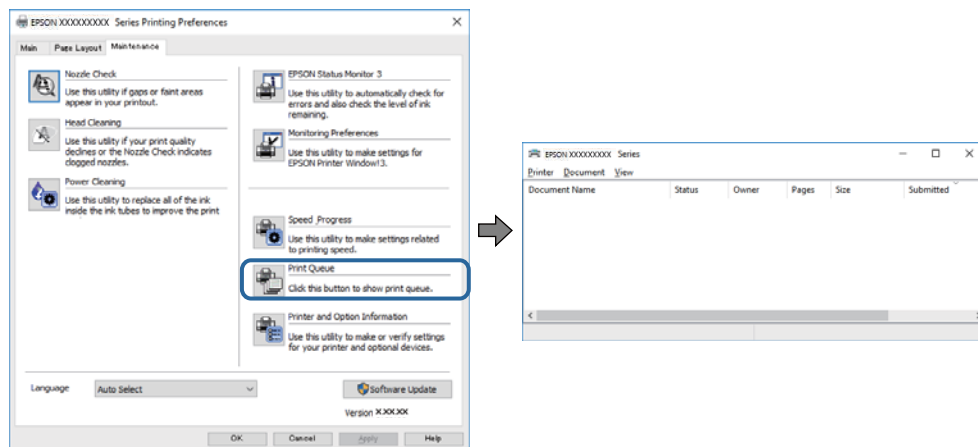 EPSON XXXXXXXXX Series Printing Preferences
Main Page Layout Maintenance
Nozzle Check
Use this utility if gaps or faint areas
appear in your printout.
Head Cleaning
Use this utility if your print quality
declines or the Nozzle Check indicates
clogged nozzles.
Power Cleaning
Use this utility to replace all of the ink
inside the ink tubes to improve the print
EPSON Status Monitor 3
Use this utility to automatically check for
errors and also check the level of ink
remaining.
Monitoring Preferences
Use this utility to make settings for
EPSON Printer Window!3.
Speed Progress
Use this utility to make settings related
to printing speed.
Print Queue
Click this button to show print queue.
Printer and Option Information
Use this utility to make or verify settings
for your printer and optional devices.
Language Auto Select
Software Update
Version X.XX.XX
OK Cancel Apply Help
EPSON XXXXXXXXX Series
Printer Document View
Document Name Status Owner Pages Size Submitted